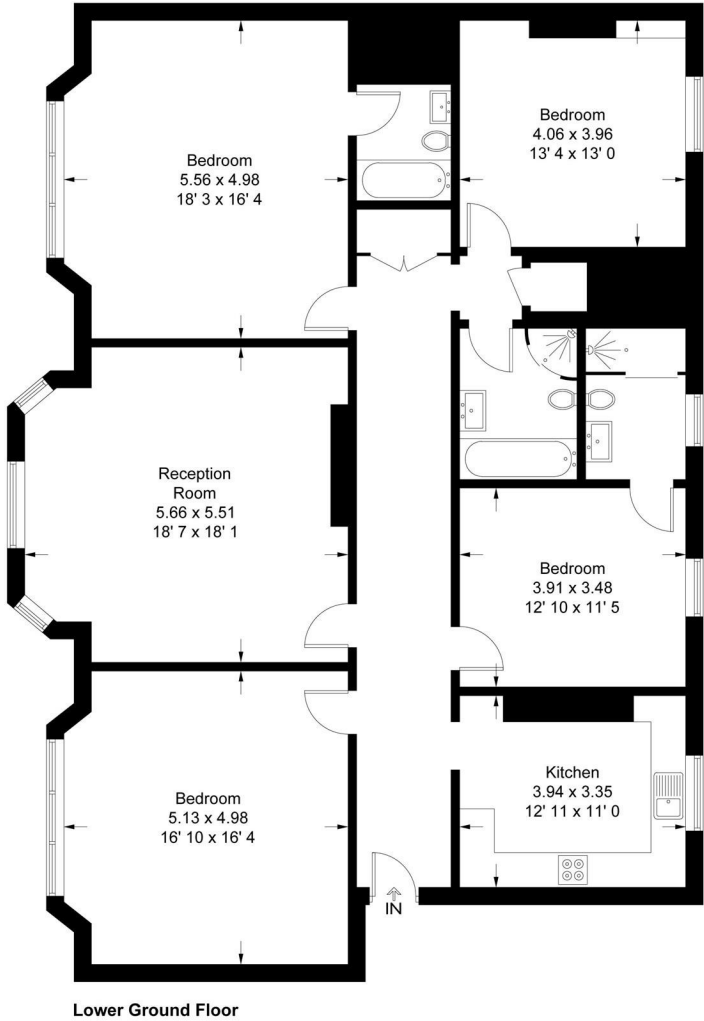 Bedroom
5.56 x 4.98
18' 3 x 16' 4
Bedroom
4.06 x 3.96
13' 4 x 13' 0
Reception
Room
5.66 x 5.51
18' 7 x 18' 1
Bedroom
3.91 x 3.48
12' 10 x 11' 5
Bedroom
5.13 x 4.98
16' 10 x 16' 4
Kitchen
3.94 x 3.35
12' 11 x 11' 0
IN
Lower Ground Floor